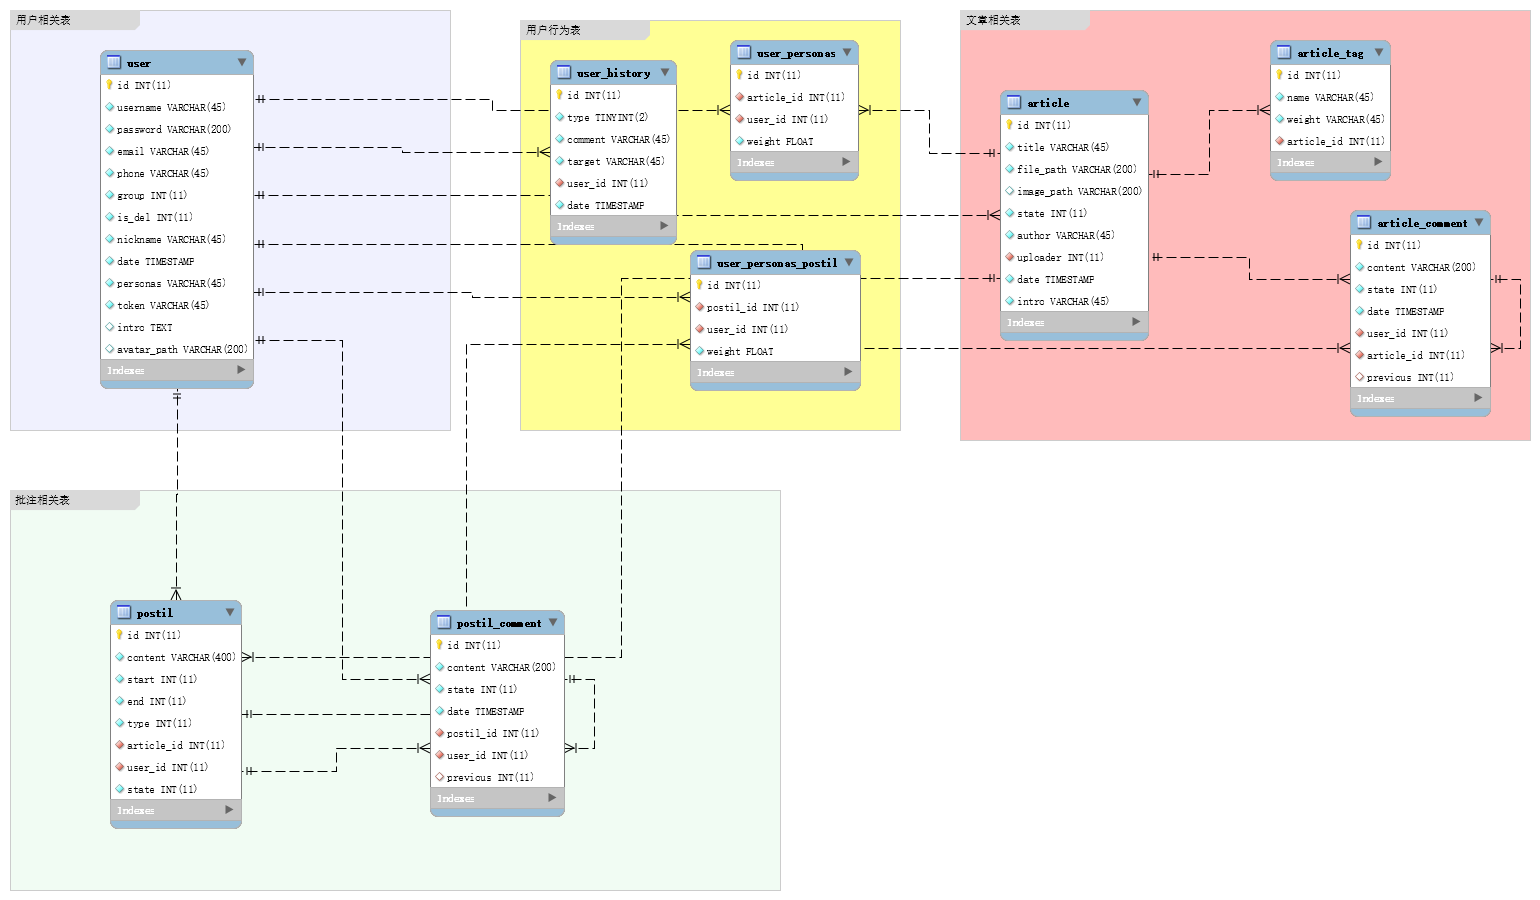 用户相关表
user
id INT(11)
username VARCHAR(45)
password VARCHAR(200)
email VARCHAR(45)
phone VARCHAR(45)
group INT(11)
is_del INT(11)
nickname VARCHAR(45)
date TIMESTAMP
personas VARCHAR(45)
token VARCHAR(45)
intro TEXT
avatar_path VARCHAR(200)
Indexes
用户行为表
user_history
id INT(11)
type TINYINT(2)
comment VARCHAR(45)
target VARCHAR(45)
user_id INT(11)
date TIMESTAMP
Indexes
user_personas
id INT(11)
article_id INT(11)
user_id INT(11)
weight FLOAT
Indexes
user_personas_postil
id INT(11)
postil_id INT(11)
user_id INT(11)
weight FLOAT
Indexes
文章相关表
article
id INT(11)
title VARCHAR(45)
file_path VARCHAR(200)
image_path VARCHAR(200)
state INT(11)
author VARCHAR(45)
uploader INT(11)
date TIMESTAMP
intro VARCHAR(45)
Indexes
article_tag
id INT(11)
name VARCHAR(45)
weight VARCHAR(45)
article_id INT(11)
Indexes
article_comment
id INT(11)
content VARCHAR(200)
state INT(11)
date TIMESTAMP
user_id INT(11)
article_id INT(11)
previous INT(11)
Indexes
批注相关表
postil
id INT(11)
content VARCHAR(400)
start INT(11)
end INT(11)
type INT(11)
article_id INT(11)
user_id INT(11)
state INT(11)
Indexes
postil_comment
id INT(11)
content VARCHAR(200)
state INT(11)
date TIMESTAMP
postil_id INT(11)
user_id INT(11)
previous INT(11)
Indexes